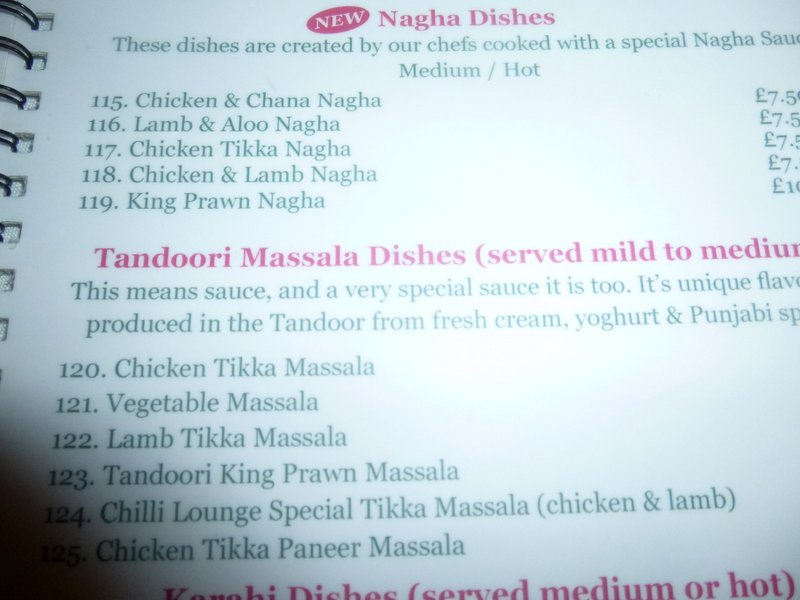 NEW Nagha Dishes
These dishes are created by our chefs cooked with a special Nagha
Medium / Hot
115. Chicken & Chana Nagha
116. Lamb & Aloo Nagha
117. Chicken Tikka Nagha
118. Chicken & Lamb Nagha
119. King Prawn Nagha
Tandoori Massala Dishes (served mild to
This means sauce, and a very special sauce it is too. It's unique
produced in the Tandoor from fresh cream, yoghurt & Punjabi
120. Chicken Tikka Massala
121. Vegetable Massala
122. Lamb Tikka Massala
123. Tandoori King Prawn Massala
124. Chilli Lounge Special Tikka Massala (chicken & lamb)
125. Chicken Tikka Paneer Massala
Karahi Dishes (served medium or hot)